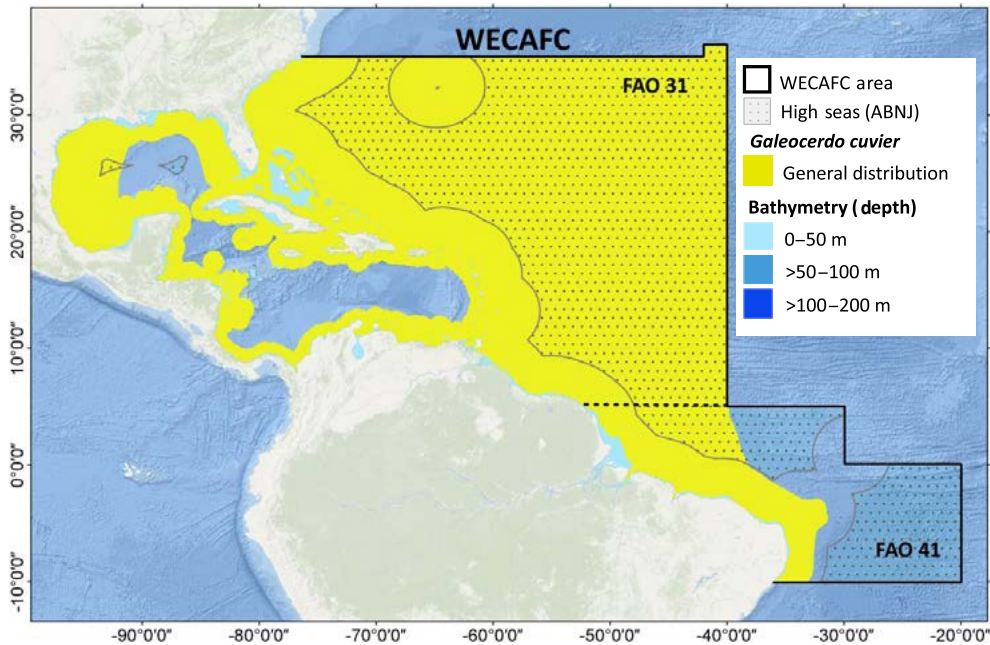 WECAFC
FAO 31
WECAFC area
High seas (ABNJ)
Galeocerdo cuvier
General distribution
Bathymetry (depth)
0–50 m
>50–100 m
>100–200 m
FAO 41
30°0'0"
20°0'0"
10°0'0"
0°0'0"
-10°0'0"
-90°0'0"
-80°0'0"
-70°0'0"
-60°0'0"
-50°0'0"
-40°0'0"
-30°0'0"
-20°0'0"